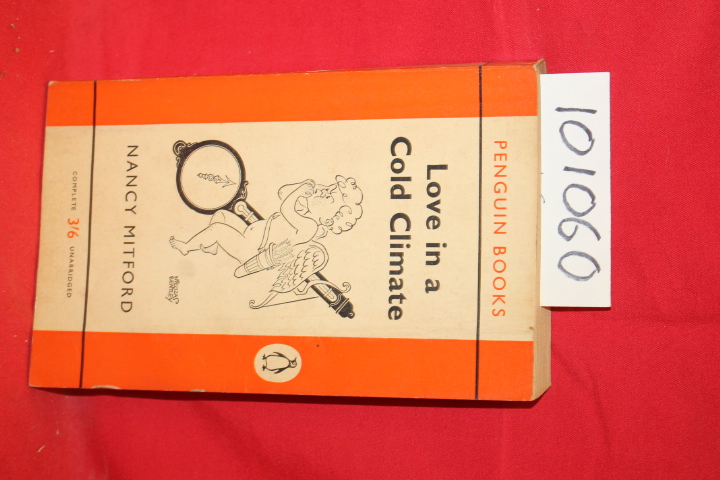 101060
PENGUIN BOOKS
Love in a
Cold Climate
NANCY MITFORD
COMPLETE 3/6 UNABRIDGED